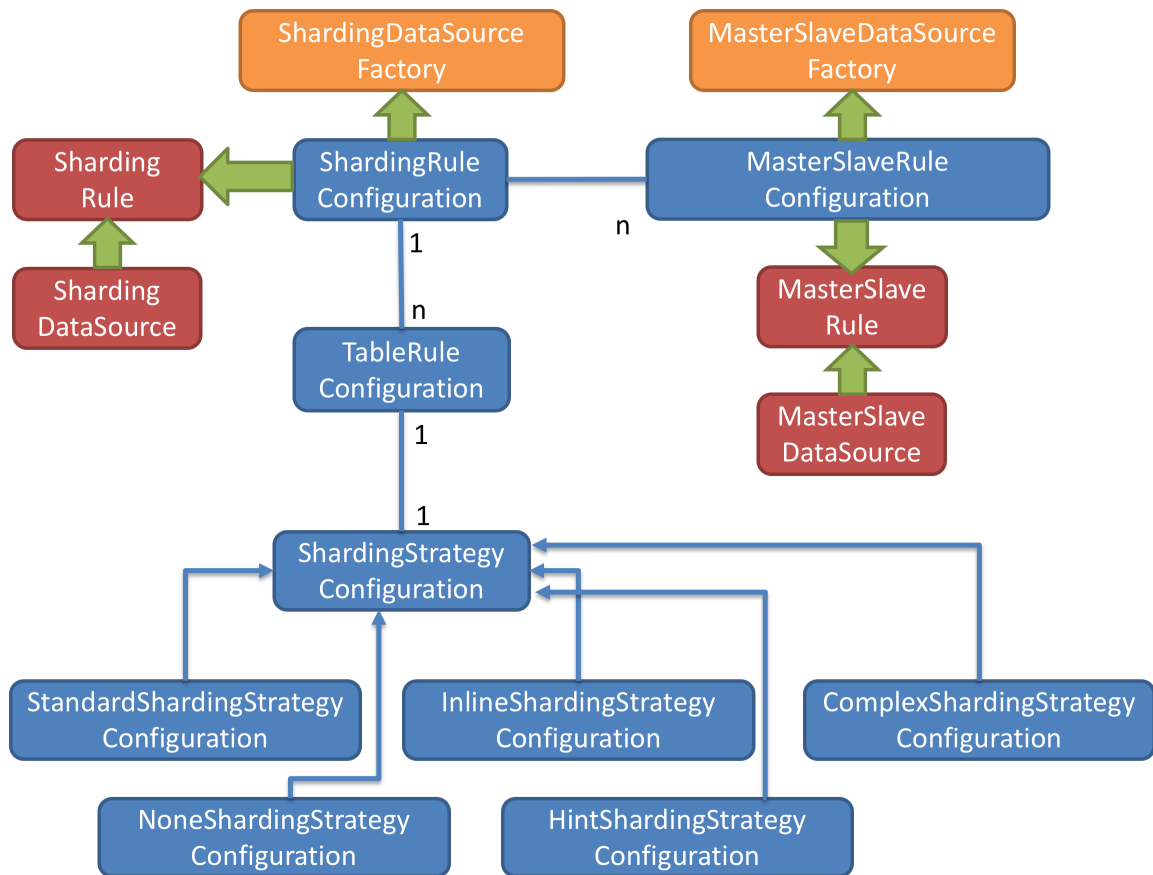 ShardingDataSource
Factory
MasterSlaveDataSource
Factory
Sharding
Rule
ShardingRule
Configuration
MasterSlaveRule
Configuration
n
1
n
Sharding
DataSource
MasterSlave
Rule
TableRule
Configuration
MasterSlave
DataSource
1
1
ShardingStrategy
Configuration
StandardShardingStrategy
Configuration
InlineShardingStrategy
Configuration
ComplexShardingStrategy
Configuration
NoneShardingStrategy
Configuration
HintShardingStrategy
Configuration